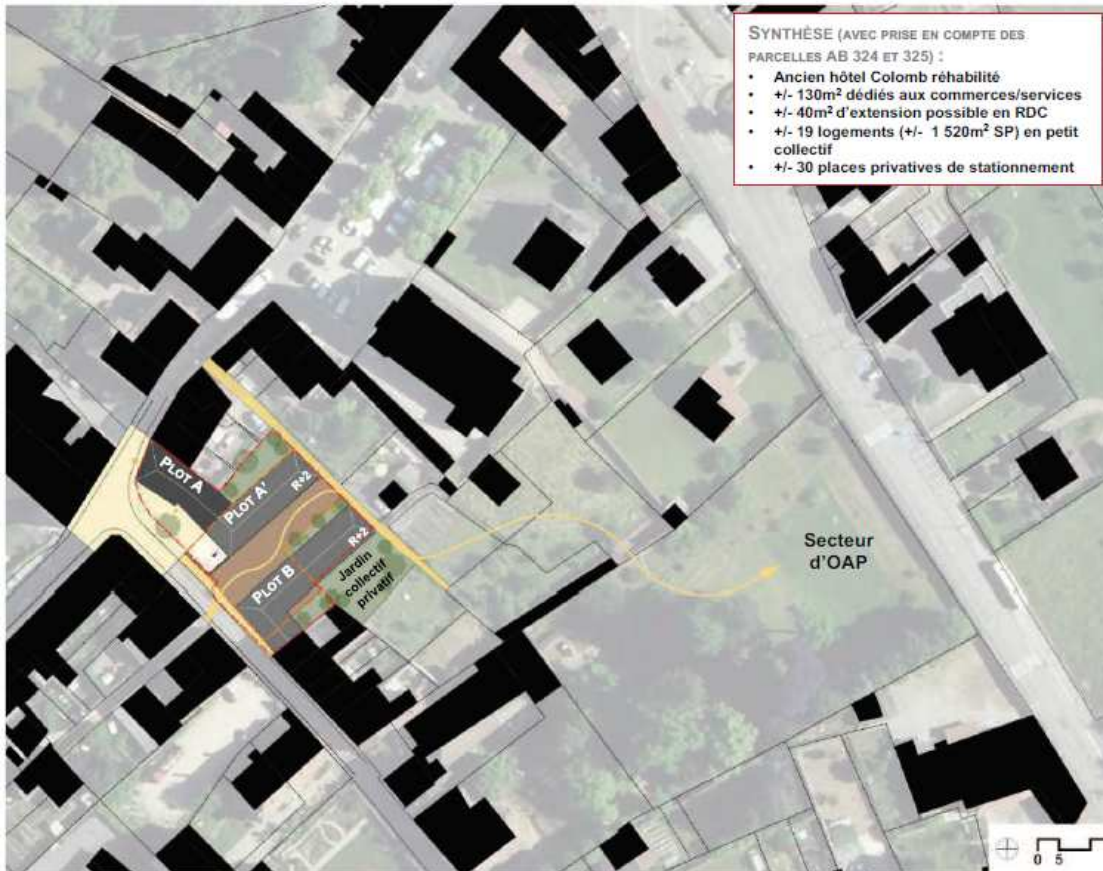 SYNTHÈSE (AVEC PRISE EN COMPTE DES
PARCELLES AB 324 ET 325) :
• Ancien hôtel Colomb réhabilité
• +/- 130m² dédiés aux commerces/services
• +/- 40m² d'extension possible en RDC
• +/- 19 logements (+/- 1 520m² SP) en petit
collectif
• +/- 30 places privatives de stationnement
PLOT A
PLOT A'
R+2
PLOT B
R+2
Jardin
collectif
privatif
Secteur
d'OAP
0 5